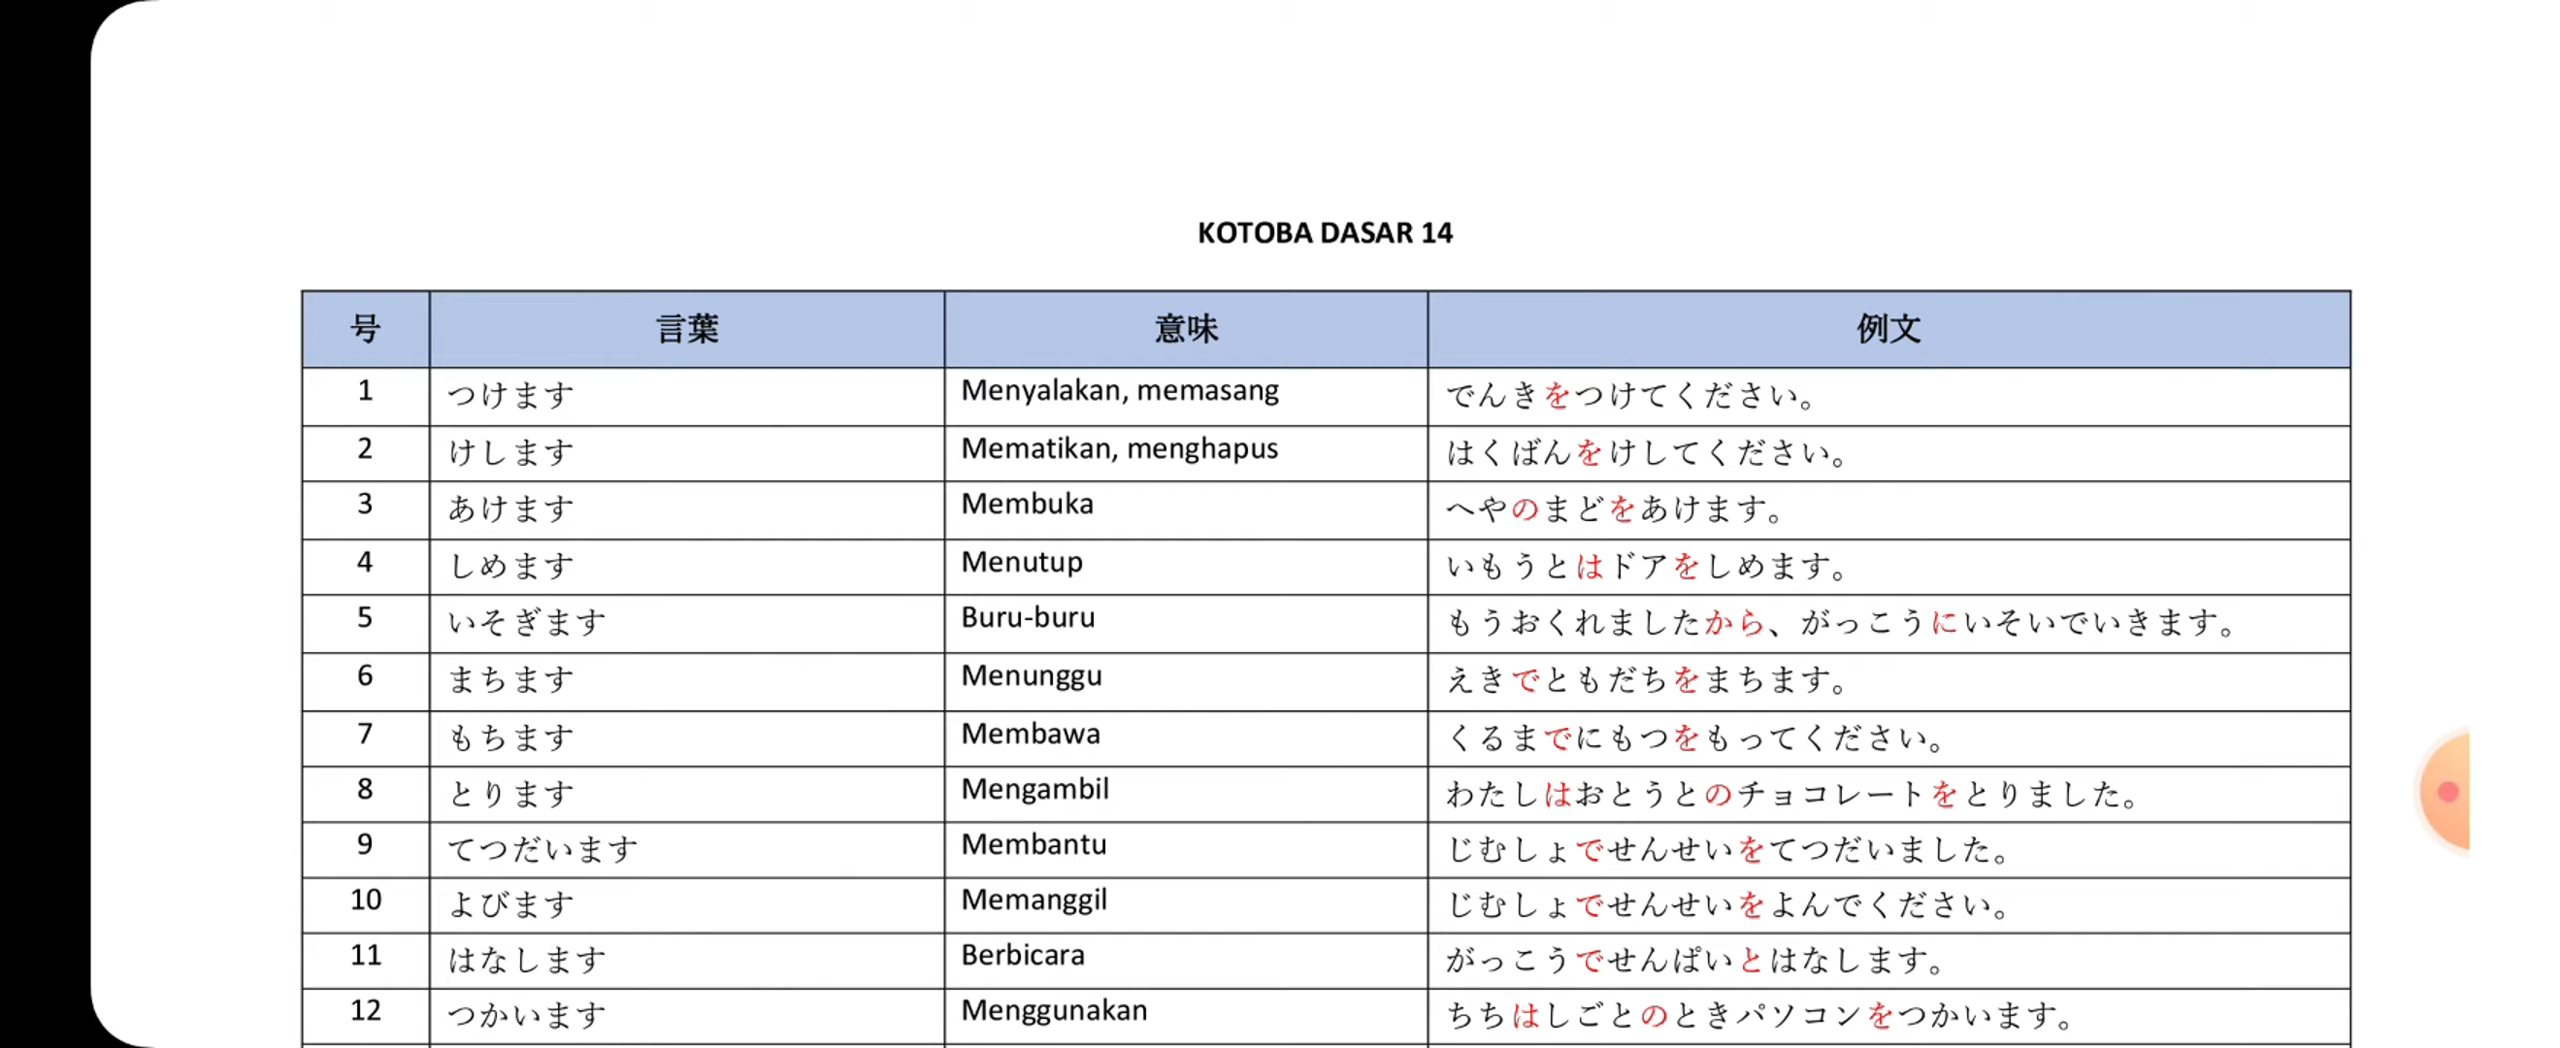 KOTOBA DASAR 14
号 言葉 意味 例文
1 つけます Menyalakan, memasang でんきをつけてください。
2 けします Mematikan, menghapus はくばんをけしてください。
3 あけます Membuka へやのまどをあけます。
4 しめます Menutup いもうとはドアをしめます。
5 いそぎます Buru-buru もうおくれましたから、がっこうにいそいでいきます。
6 まちます Menunggu えきでともだちをまちます。
7 もちます Membawa くるまでにもつをもってください。
8 とります Mengambil わたしはおとうとのチョコレートをとりました。
9 てつだいます Membantu じむしょでせんせいをてつだいました。
10 よびます Memanggil じむしょでせんせいをよんでください。
11 はなします Berbicara がっこうでせんぱいとはなします。
12 つかいます Menggunakan ちちはしごとのときパソコンをつかいます。